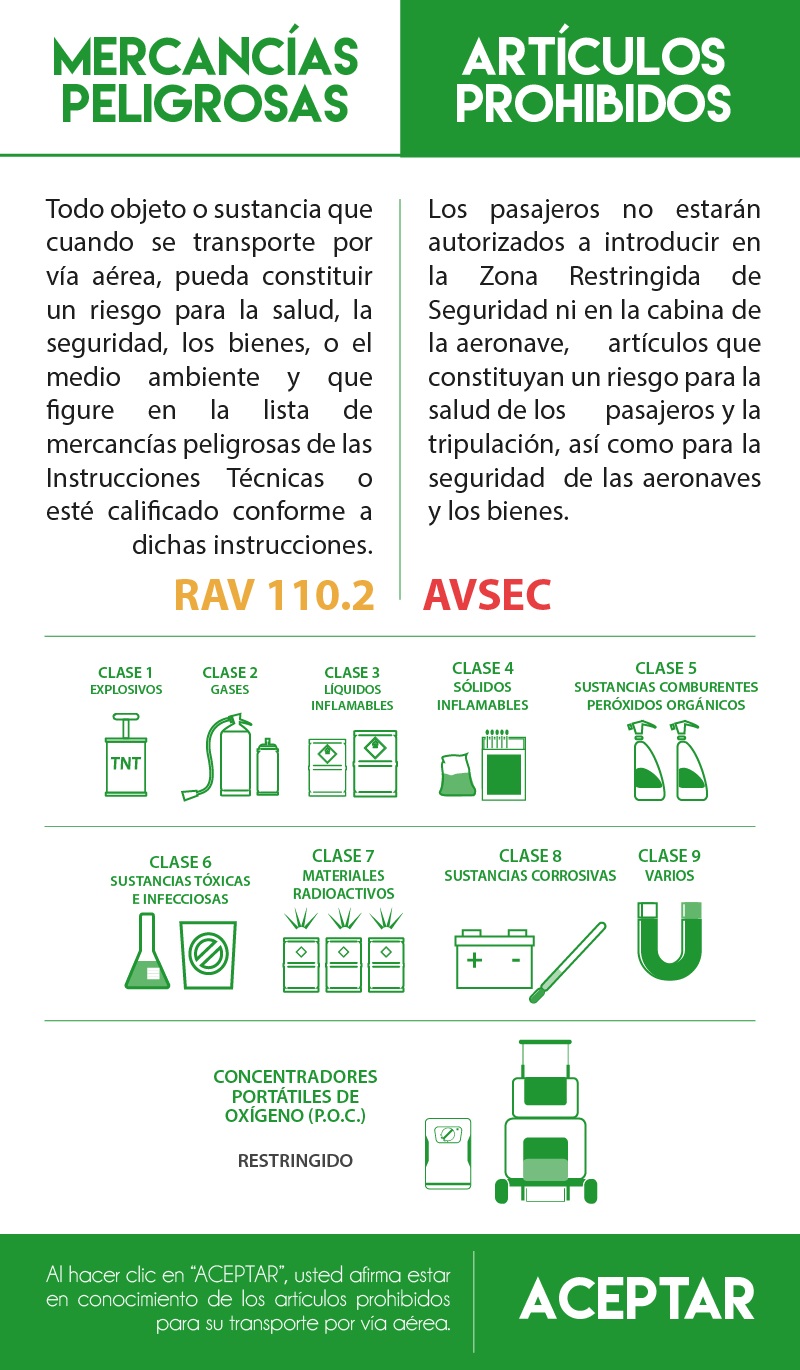 MERCANCÍAS
PELIGROSAS
ARTÍCULOS
PROHIBIDOS
Todo objeto o sustancia que
cuando se transporte por
vía aérea, pueda constituir
un riesgo para la salud, la
seguridad, los bienes, o el
medio ambiente y que
figure en la lista de
mercancías peligrosas de las
Instrucciones Técnicas o
esté calificado conforme a
dichas instrucciones.
RAV 110.2
Los pasajeros no estarán
autorizados a introducir en
la Zona Restringida de
Seguridad ni en la cabina de
la aeronave, artículos que
constituyan un riesgo para la
salud de los pasajeros y la
tripulación, así como para la
seguridad de las aeronaves
y los bienes.
AVSEC
CLASE 1
EXPLOSIVOS
TNT
CLASE 2
GASES
CLASE 3
LÍQUIDOS
INFLAMABLES
CLASE 4
SÓLIDOS
INFLAMABLES
CLASE 5
SUSTANCIAS COMBURENTES
PERÓXIDOS ORGÁNICOS
CLASE 6
SUSTANCIAS TÓXICAS
E INFECCIOSAS
CLASE 7
MATERIALES
RADIOACTIVOS
CLASE 8
SUSTANCIAS CORROSIVAS
+ -
CLASE 9
VARIOS
CONCENTRADORES
PORTÁTILES DE
OXÍGENO (P.O.C.)
RESTRINGIDO
Al hacer clic en “ACEPTAR”, usted afirma estar
en conocimiento de los artículos prohibidos
para su transporte por vía aérea.
ACEPTAR